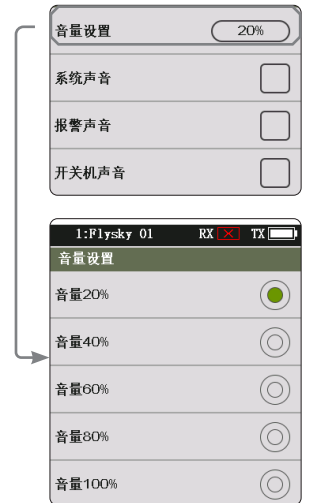 音量设置 20%
系统声音
报警声音
开关机声音
1:Flysky 01 RX TX
音量设置
音量20%
音量40%
音量60%
音量80%
音量100%